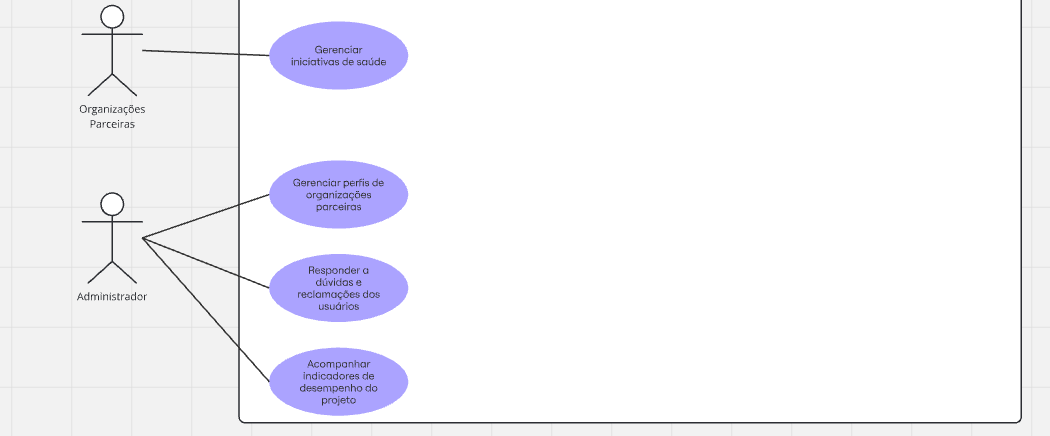 Gerenciar
iniciativas de saúde
Organizações
Parceiras
Gerenciar perfis de
organizações
parceiras
Responder a
dúvidas e
reclamações dos
usuários
Administrador
Acompanhar
indicadores de
desempenho do
projeto